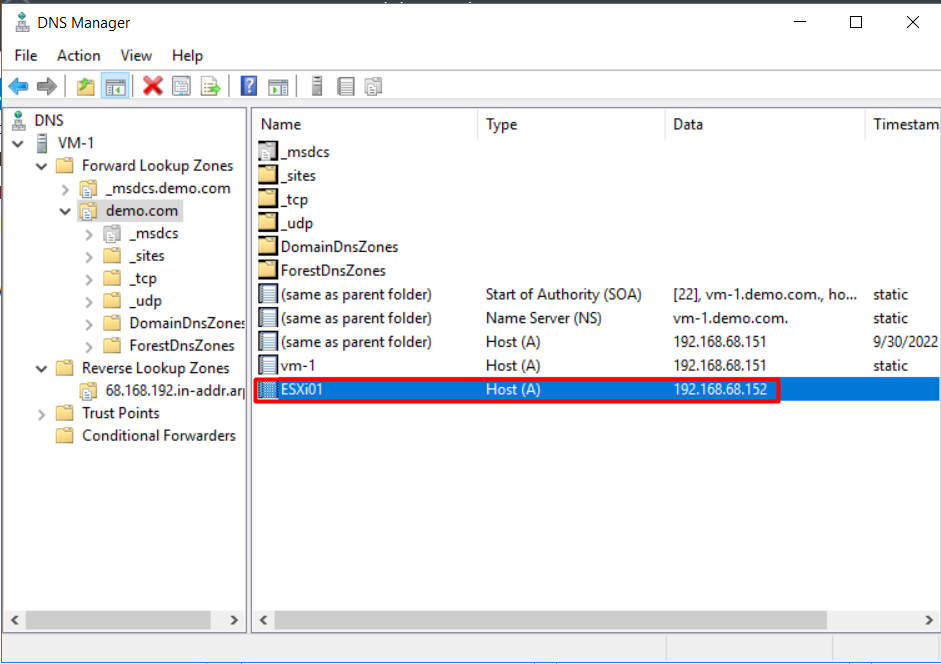 DNS Manager
File Action View Help
DNS
VM-1
Forward Lookup Zones
_msdcs.demo.com
demo.com
_msdcs
_sites
_tcp
_udp
DomainDnsZones
ForestDnsZones
Reverse Lookup Zones
68.168.192.in-addr.arp
Trust Points
Conditional Forwarders
Name Type Data Timestam
_msdcs
_sites
_tcp
_udp
DomainDnsZones
ForestDnsZones
(same as parent folder) Start of Authority (SOA) [22], vm-1.demo.com., ho... static
(same as parent folder) Name Server (NS) vm-1.demo.com. static
(same as parent folder) Host (A) 192.168.68.151 9/30/2022
vm-1 Host (A) 192.168.68.151 static
ESXi01 Host (A) 192.168.68.152